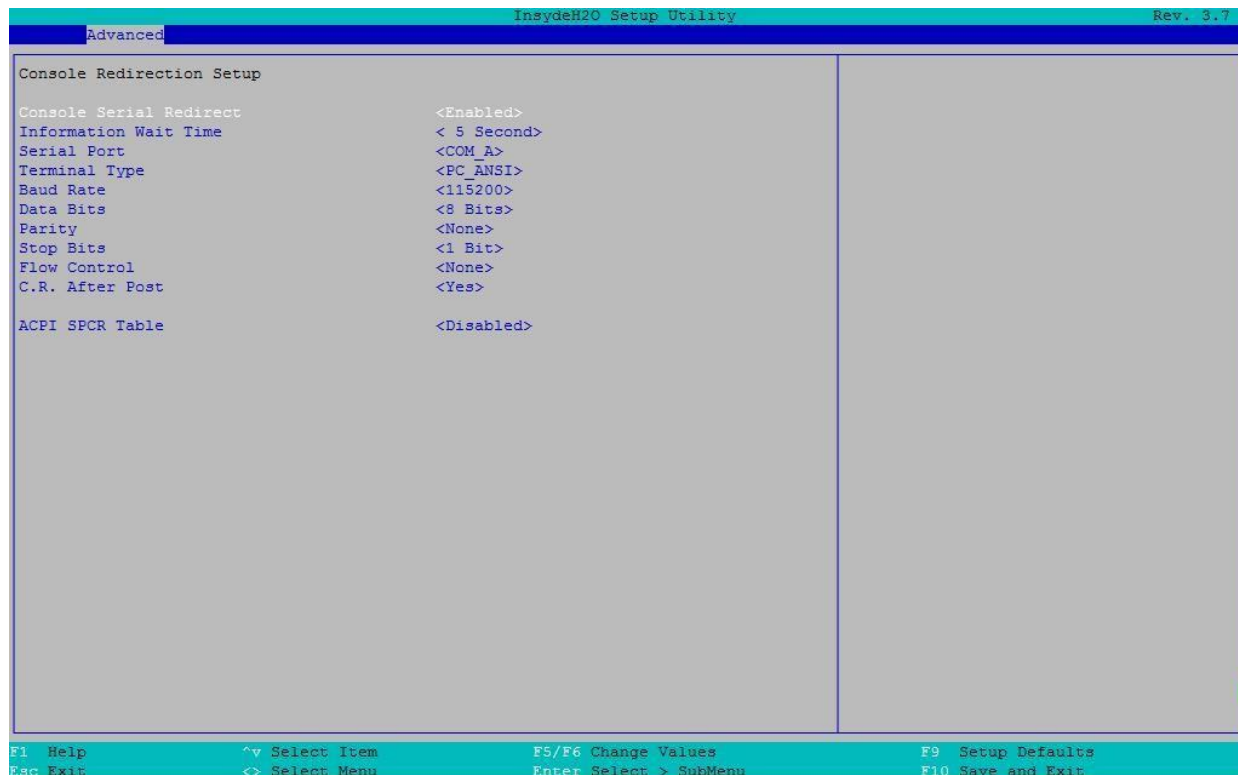 InsydeH2O Setup Utility Rev. 3.7
Advanced
Console Redirection Setup
Console Serial Redirect <Enabled>
Information Wait Time < 5 Second>
Serial Port <COM_A>
Terminal Type <PC_ANSI>
Baud Rate <115200>
Data Bits <8 Bits>
Parity <None>
Stop Bits <1 Bit>
Flow Control <None>
C.R. After Post <Yes>
ACPI SPCR Table <Disabled>
F1 Help ^v Select Item F5/F6 Change Values F9 Setup Defaults
Esc Exit <> Select Menu Enter Select > SubMenu F10 Save and Exit